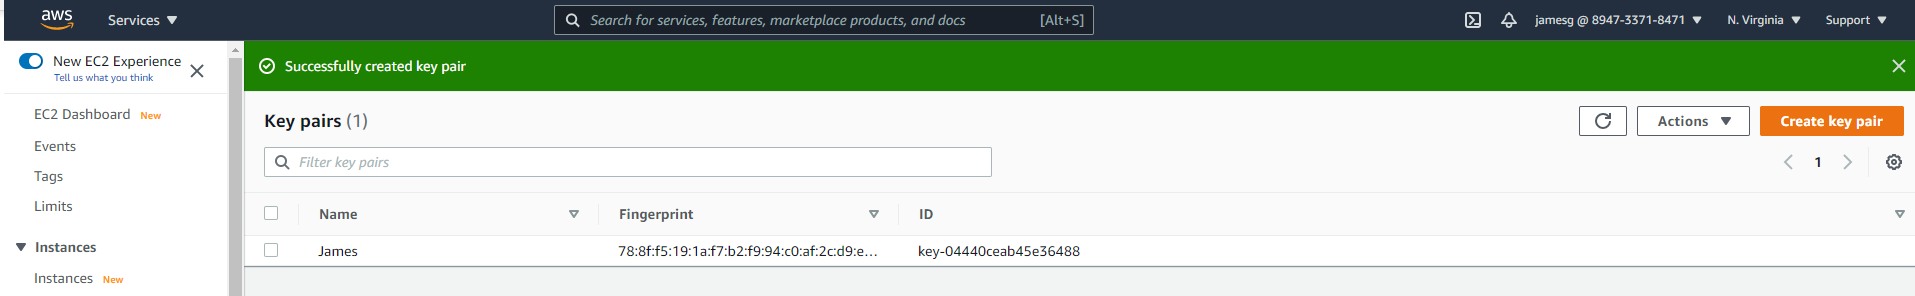 aws
Services
Search for services, features, marketplace products, and docs [Alt+S]
jamesg @ 8947-3371-8471
N. Virginia
Support
New EC2 Experience
Tell us what you think
EC2 Dashboard New
Events
Tags
Limits
Instances
Instances New
Successfully created key pair
Key pairs (1)
Actions
Create key pair
Filter key pairs
1
Name Fingerprint ID
James 78:8f:f5:19:1a:f7:b2:f9:94:c0:af:2c:d9:e... key-04440ceab45e36488